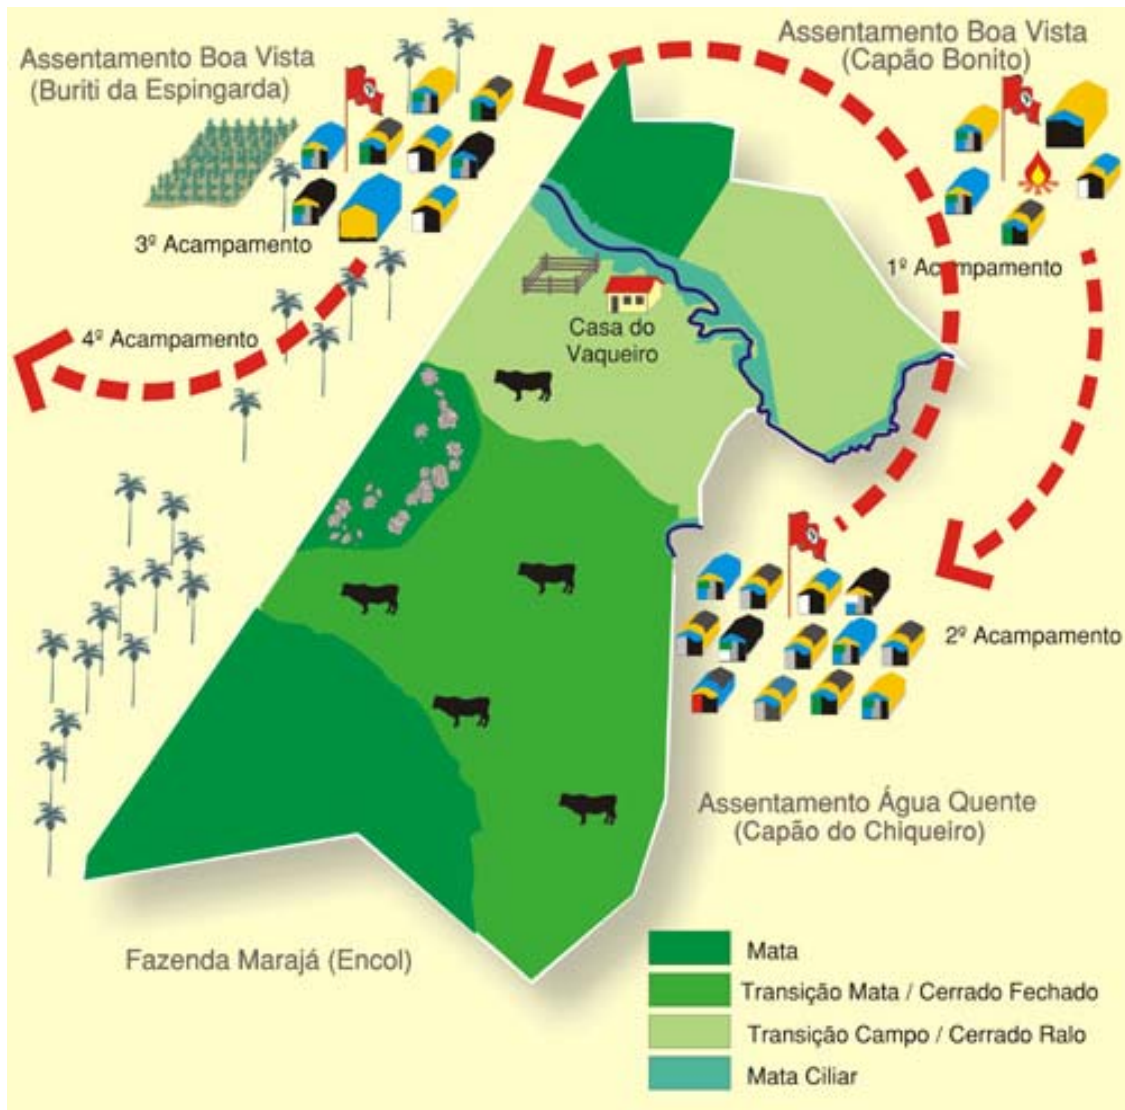 Assentamento Boa Vista
(Buriti da Espingarda)
Assentamento Boa Vista
(Capão Bonito)
3º Acampamento
1º Acampamento
4º Acampamento
Casa do
Vaqueiro
2º Acampamento
Assentamento Água Quente
(Capão do Chiqueiro)
Fazenda Marajá (Encol)
Mata
Transição Mata / Cerrado Fechado
Transição Campo / Cerrado Ralo
Mata Ciliar